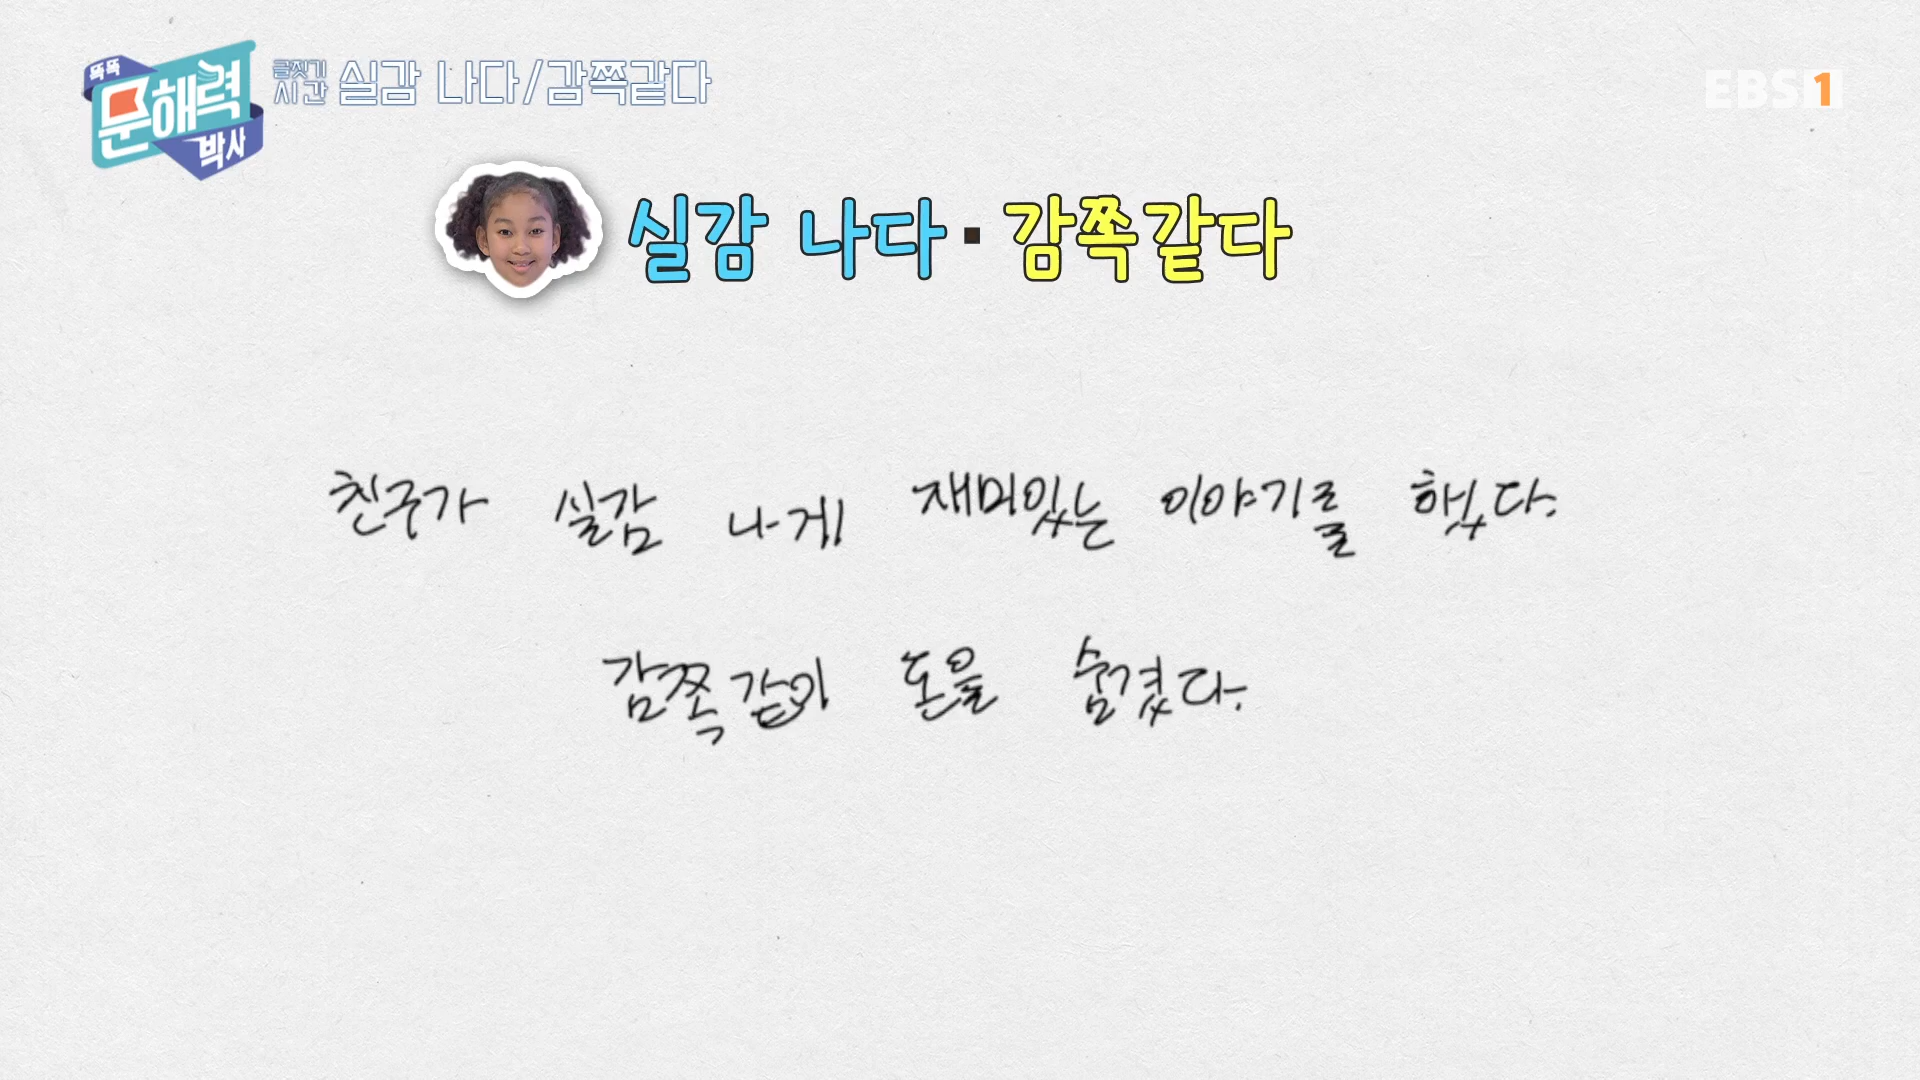 똑똑
문해력
박사
글짓기
시간
실감 나다/감쪽같다
EBS 1
실감 나다▪감쪽같다
친구가 실감 나게 재미있는 이야기를 했다.
감쪽같이 돈을 숨겼다.